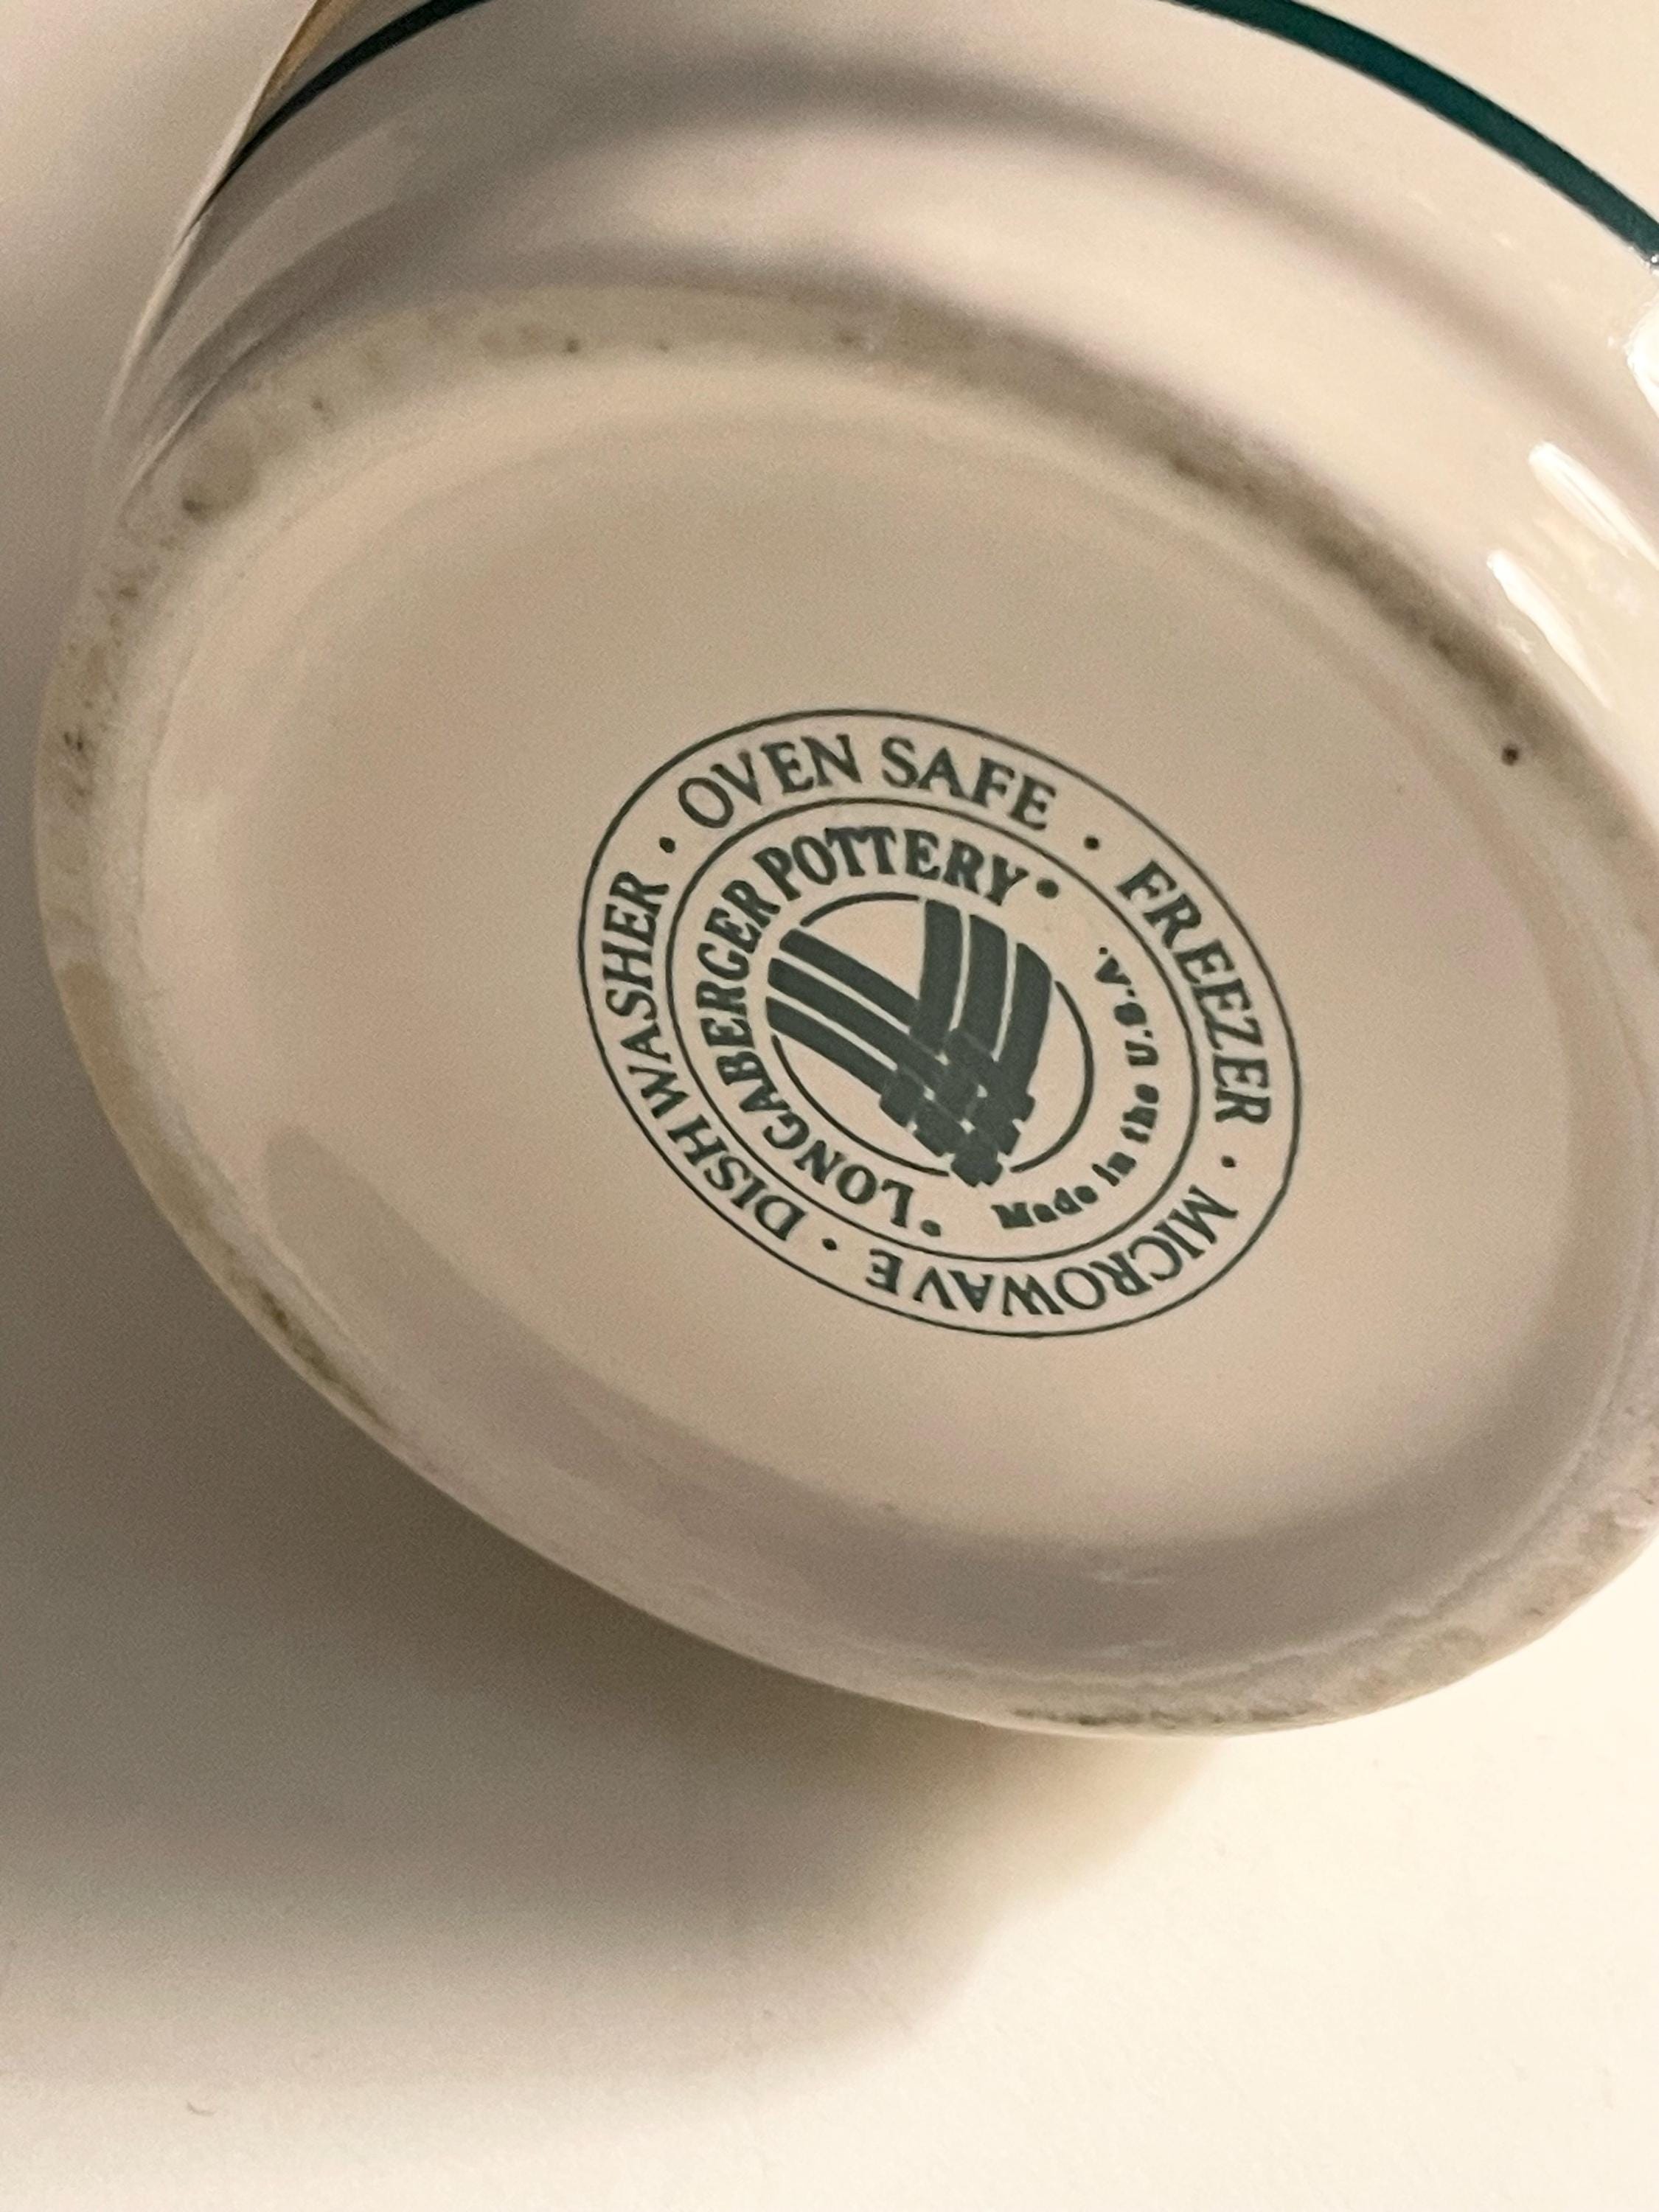 OVEN SAFE • FREEZER • MICROWAVE • DISHWASHER •
• LONGABERGER POTTERY •
Made in the U.S.A.